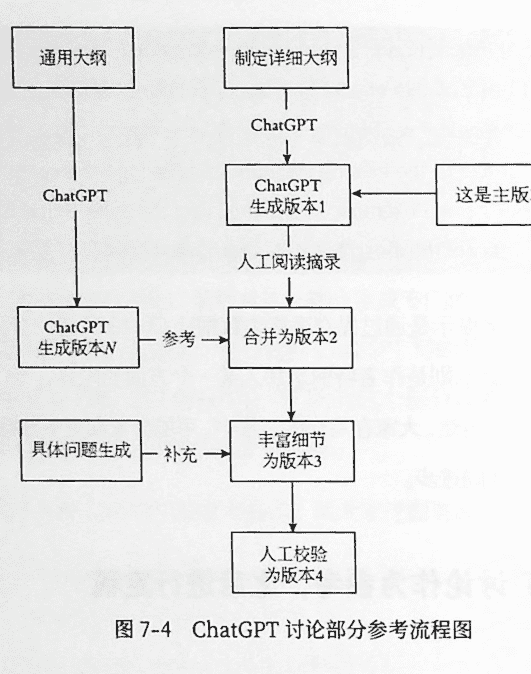 通用大纲
制定详细大纲
ChatGPT
ChatGPT
ChatGPT
生成版本1
这是主版
人工阅读摘录
ChatGPT
生成版本N
参考
合并为版本2
具体问题生成
补充
丰富细节
为版本3
人工校验
为版本4
图 7-4 ChatGPT 讨论部分参考流程图